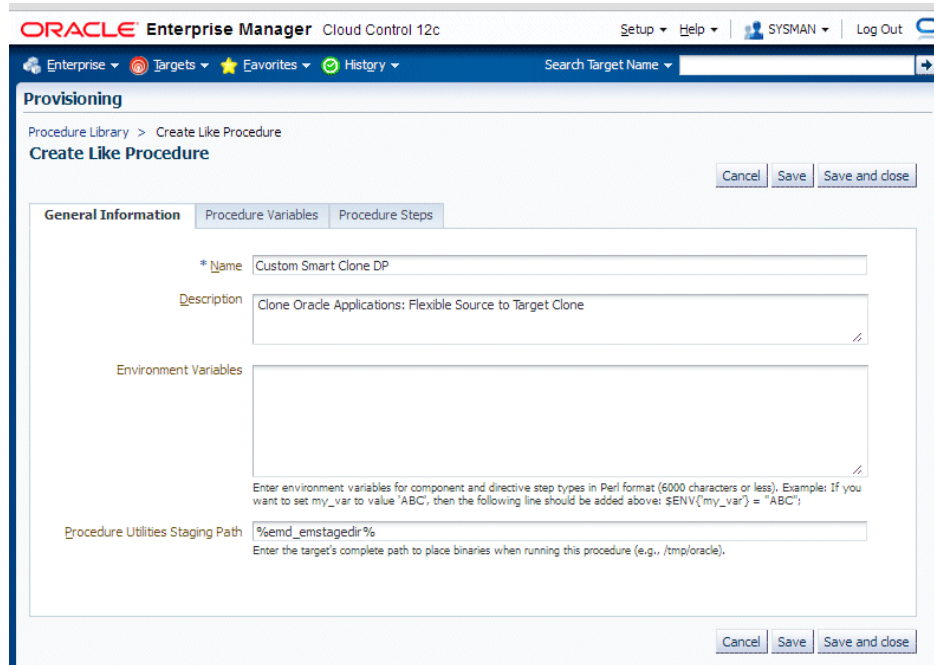 ORACLE Enterprise Manager Cloud Control 12c
Setup Help SYSMAN Log Out
Enterprise Targets Favorites History Search Target Name
Provisioning
Procedure Library > Create Like Procedure
Create Like Procedure
Cancel Save Save and close
General Information Procedure Variables Procedure Steps
* Name Custom Smart Clone DP
Description Clone Oracle Applications: Flexible Source to Target Clone
Environment Variables
Enter environment variables for component and directive step types in Perl format (6000 characters or less). Example: If you
want to set my_var to value 'ABC', then the following line should be added above: $ENV{'my_var'} = "ABC";
Procedure Utilities Staging Path %emd_emstagedir%
Enter the target's complete path to place binaries when running this procedure (e.g., /tmp/oracle).
Cancel Save Save and close